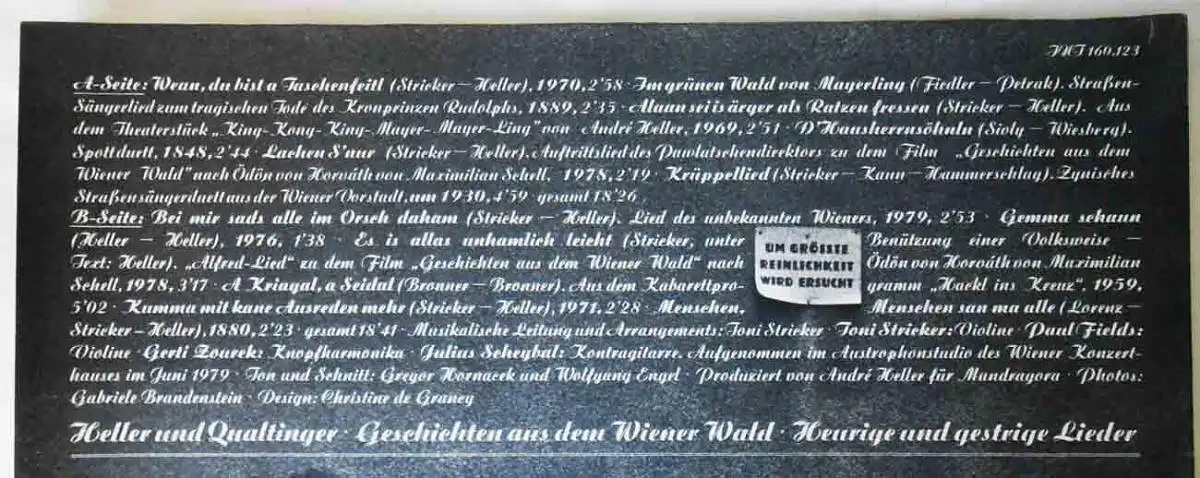 INT 160.123
A-Seite: Wean, du bist a Taschenfeitl (Stricker – Heller), 1970, 2'58 · Im grünen Wald von Mayerling (Fiedler – Petrak). Straßen-
Sängerlied zum tragischen Tode des Kronprinzen Rudolphs, 1889, 2'35 · Alaan sei is ärger als Ratzen fressen (Stricker – Heller). Aus
dem Theaterstück „King-Kong-King-Mayer-Mayer-Ling" von André Heller, 1969, 2'51 · D'Hausherrnsöhnln (Sioly – Wiesberg).
Spottduett, 1848, 2'44 · Lachen S'nur (Stricker – Heller). Auftrittslied des Pawlatschendirektors zu dem Film „Geschichten aus dem
Wiener Wald" nach Ödön von Horváth von Maximilian Schell, 1978, 2'19 · Krüppellied (Stricker – Kann – Hammerschlag). Zynisches
Straßensängerduett aus der Wiener Vorstadt, um 1930, 4'59 · gesamt 18'26
B-Seite: Bei mir sads alle im Orsch daham (Stricker – Heller). Lied des unbekannten Wieners, 1979, 2'53 · Gemma schaun
(Heller – Heller), 1976, 1'38 · Es is allas unhamlich leicht (Stricker, unter Benützung einer Volksweise –
Text: Heller). „Alfred-Lied" zu dem Film „Geschichten aus dem Wiener Wald" nach Ödön von Horváth von Maximilian
Schell, 1978, 3'17 · A Kriagal, a Seidal (Bronner – Bronner). Aus dem Kabarettpro- gramm „Hackl ins Kreuz", 1959,
5'02 · Kumma mit kane Ausreden mehr (Stricker – Heller), 1971, 2'28 · Menschen, Menschen san ma alle (Lorenz –
Stricker – Heller), 1880, 2'23 · gesamt 18'41 · Musikalische Leitung und Arrangements: Toni Stricker · Toni Stricker: Violine · Paul Fields:
Violine · Gerti Zourek: Knopfharmonika · Julius Scheybal: Kontragitarre. Aufgenommen im Austrophonstudio des Wiener Konzert-
hauses im Juni 1979 · Ton und Schnitt: Gregor Hornacek und Wolfgang Engel · Produziert von André Heller für Mandragora · Photos:
Gabriele Brandenstein · Design: Christine de Grancy
UM GRÖSSTE
REINLICHKEIT
WIRD ERSUCHT
Heller und Qualtinger · Geschichten aus dem Wiener Wald · Heurige und gestrige Lieder